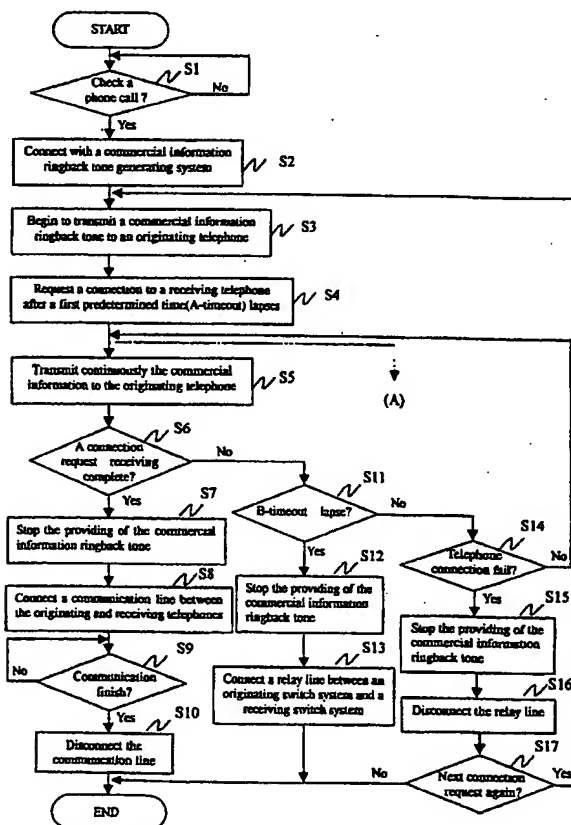 START
S1
Check a
phone call ?
No
Yes
Connect with a commercial information
ringback tone generating system
S2
Begin to transmit a commercial information
ringback tone to an originating telephone
S3
Request a connection to a receiving telephone
after a first predetermined time(A-timeout) lapses
S4
Transmit continuously the commercial
information to the originating telephone
S5
(A)
S6
A connection
request receiving
complete?
No
Yes
S7
Stop the providing of the commercial
information ringback tone
S8
Connect a communication line between
the originating and receiving telephones
S9
Communication
finish?
No
Yes
S10
Disconnect the
communication line
S11
B-timeout lapse?
No
Yes
S12
Stop the providing of the
commercial information
ringback tone
S13
Connect a relay line between an
originating switch system and a
receiving switch system
S14
Telephone
connection fail?
No
Yes
S15
Stop the providing of the
commercial information
ringback tone
S16
Disconnect the relay line
S17
Next connection
request again?
No
Yes
END